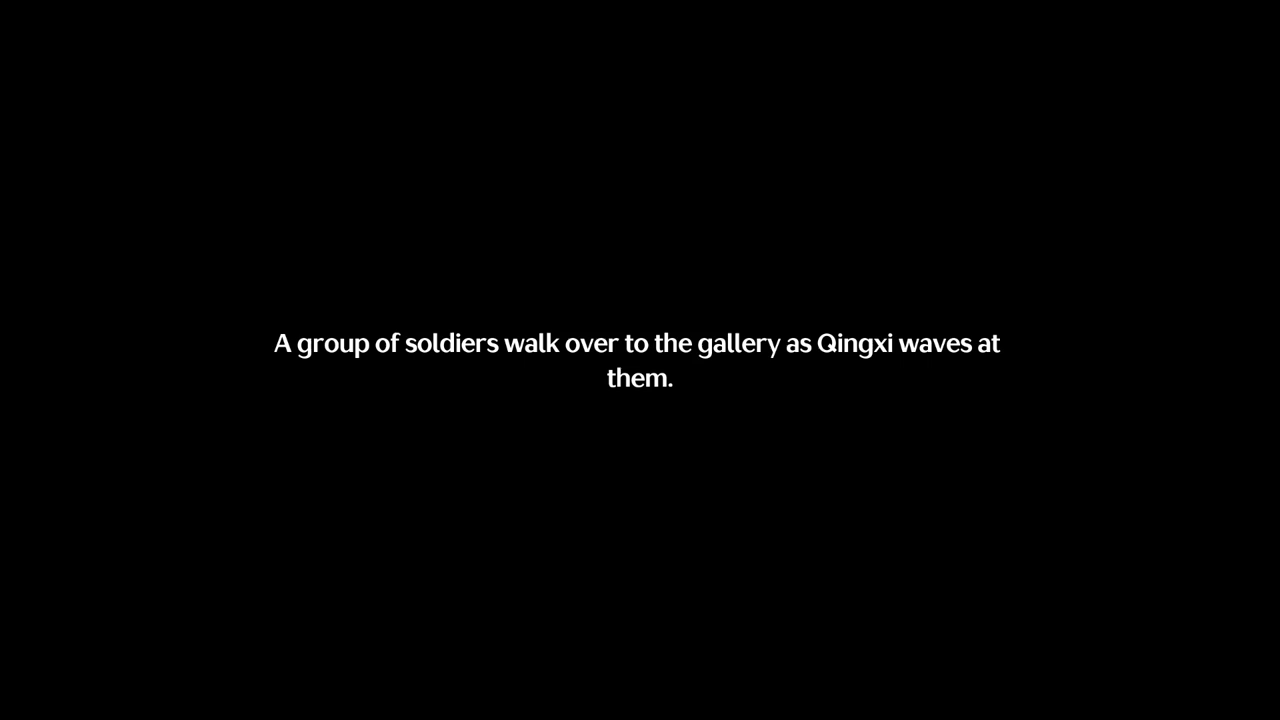 A group of soldiers walk over to the gallery as Qingxi waves at
them.